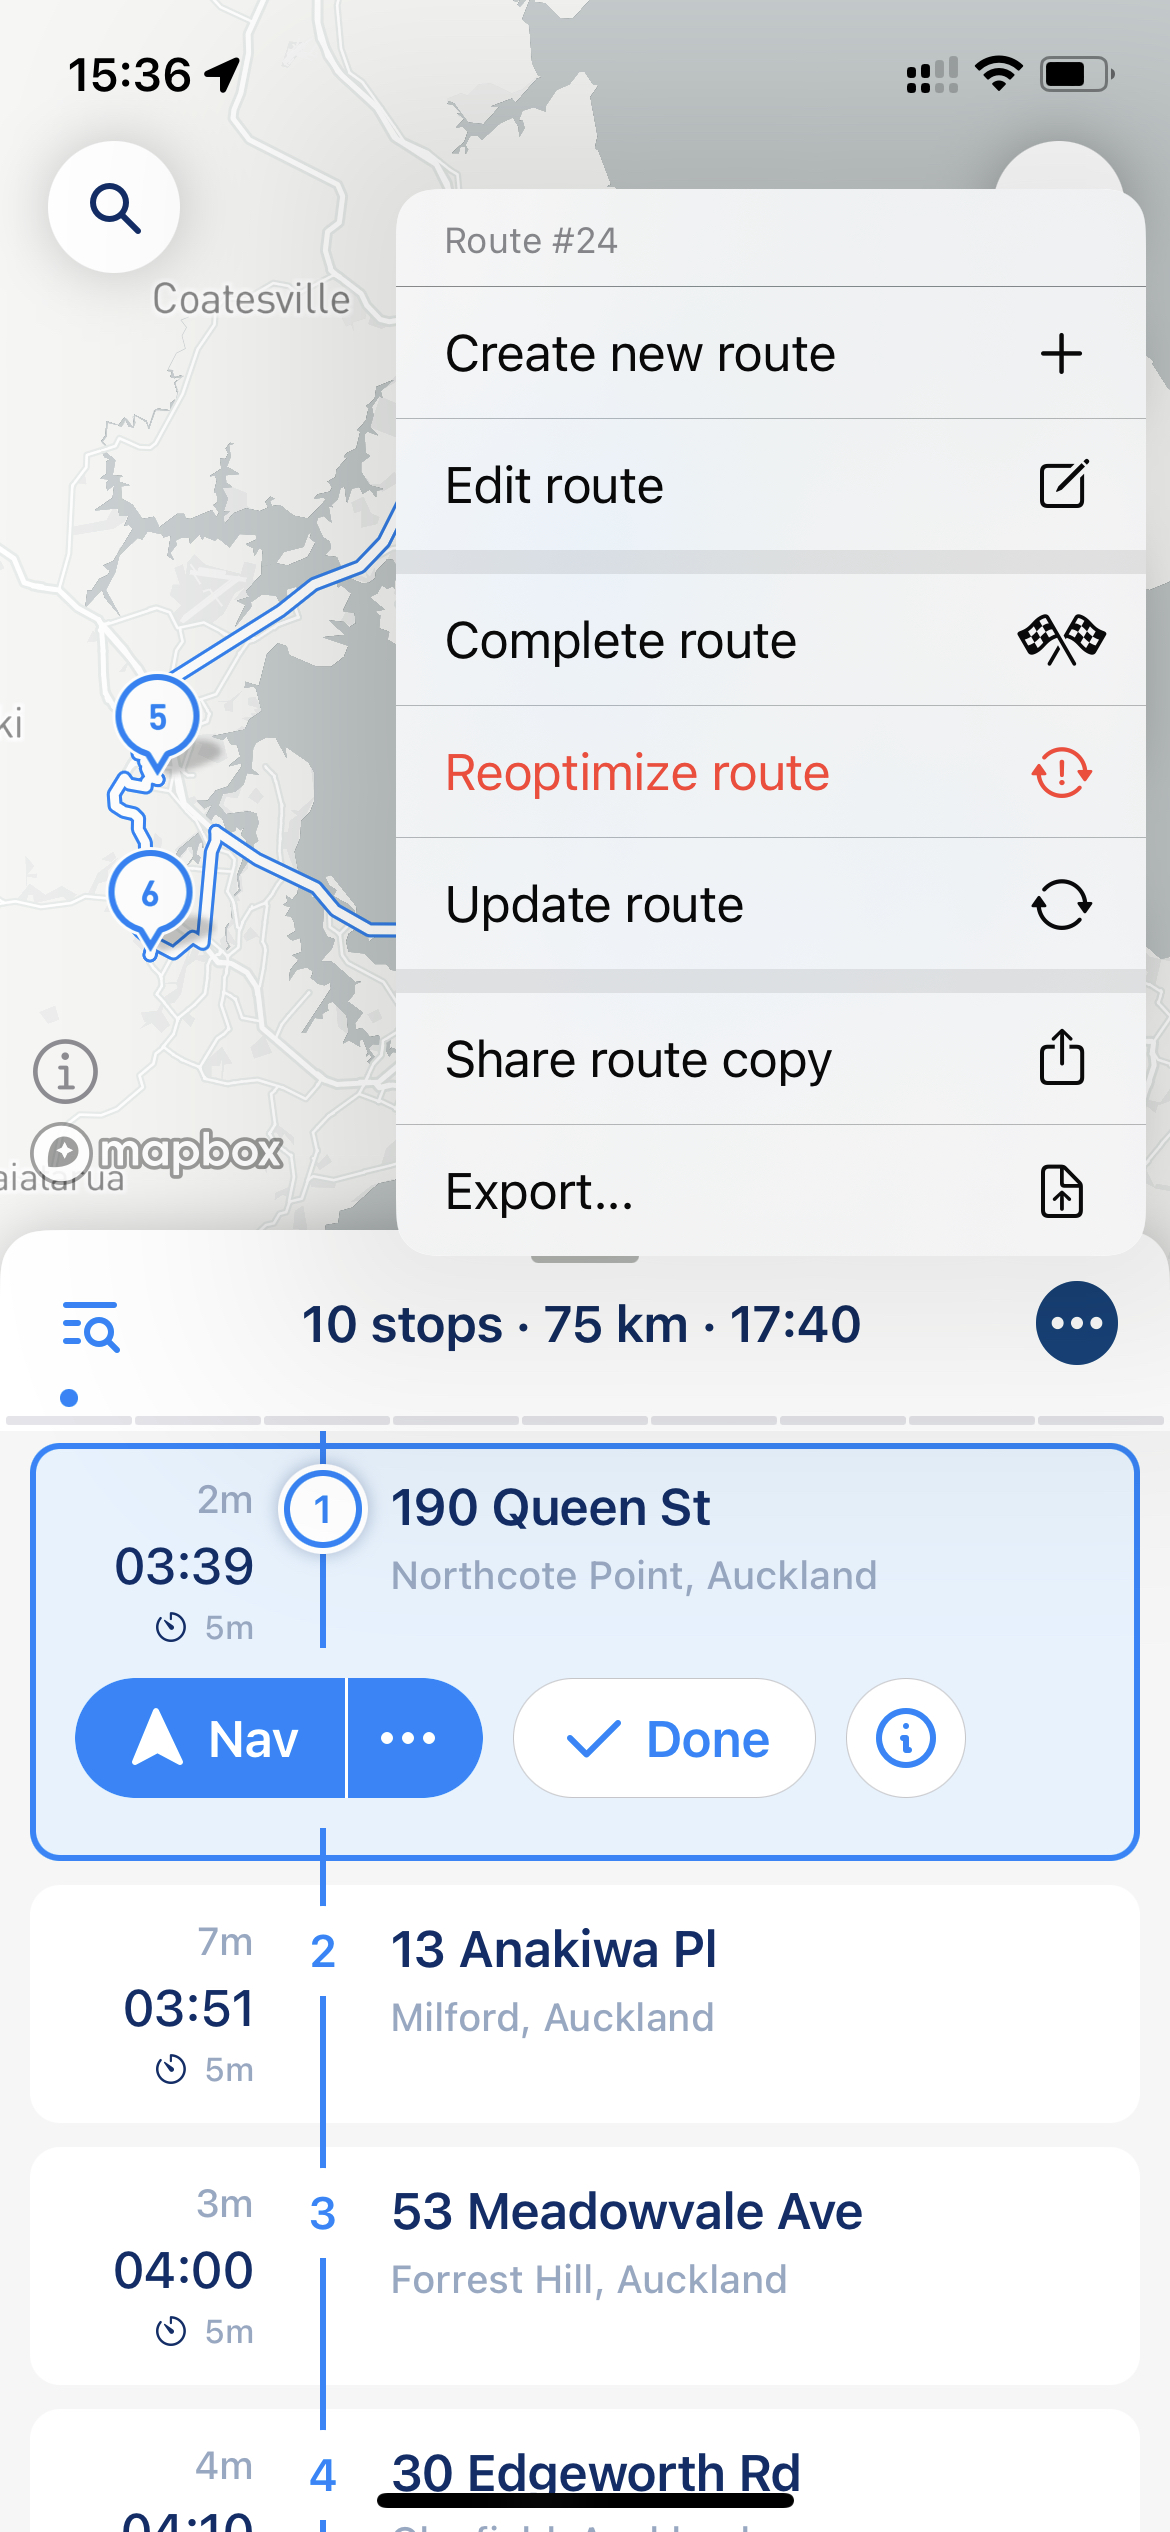 15:36
Coatesville
Route #24
Create new route
Edit route
Complete route
5
ki
Reoptimize route
6
Update route
Share route copy
mapbox
aiatarua
Export...
10 stops · 75 km · 17:40
2m
1
190 Queen St
03:39
Northcote Point, Auckland
5m
Nav
Done
7m
2
13 Anakiwa Pl
03:51
Milford, Auckland
5m
3m
3
53 Meadowvale Ave
04:00
Forrest Hill, Auckland
5m
4m
4
30 Edgeworth Rd
04:10